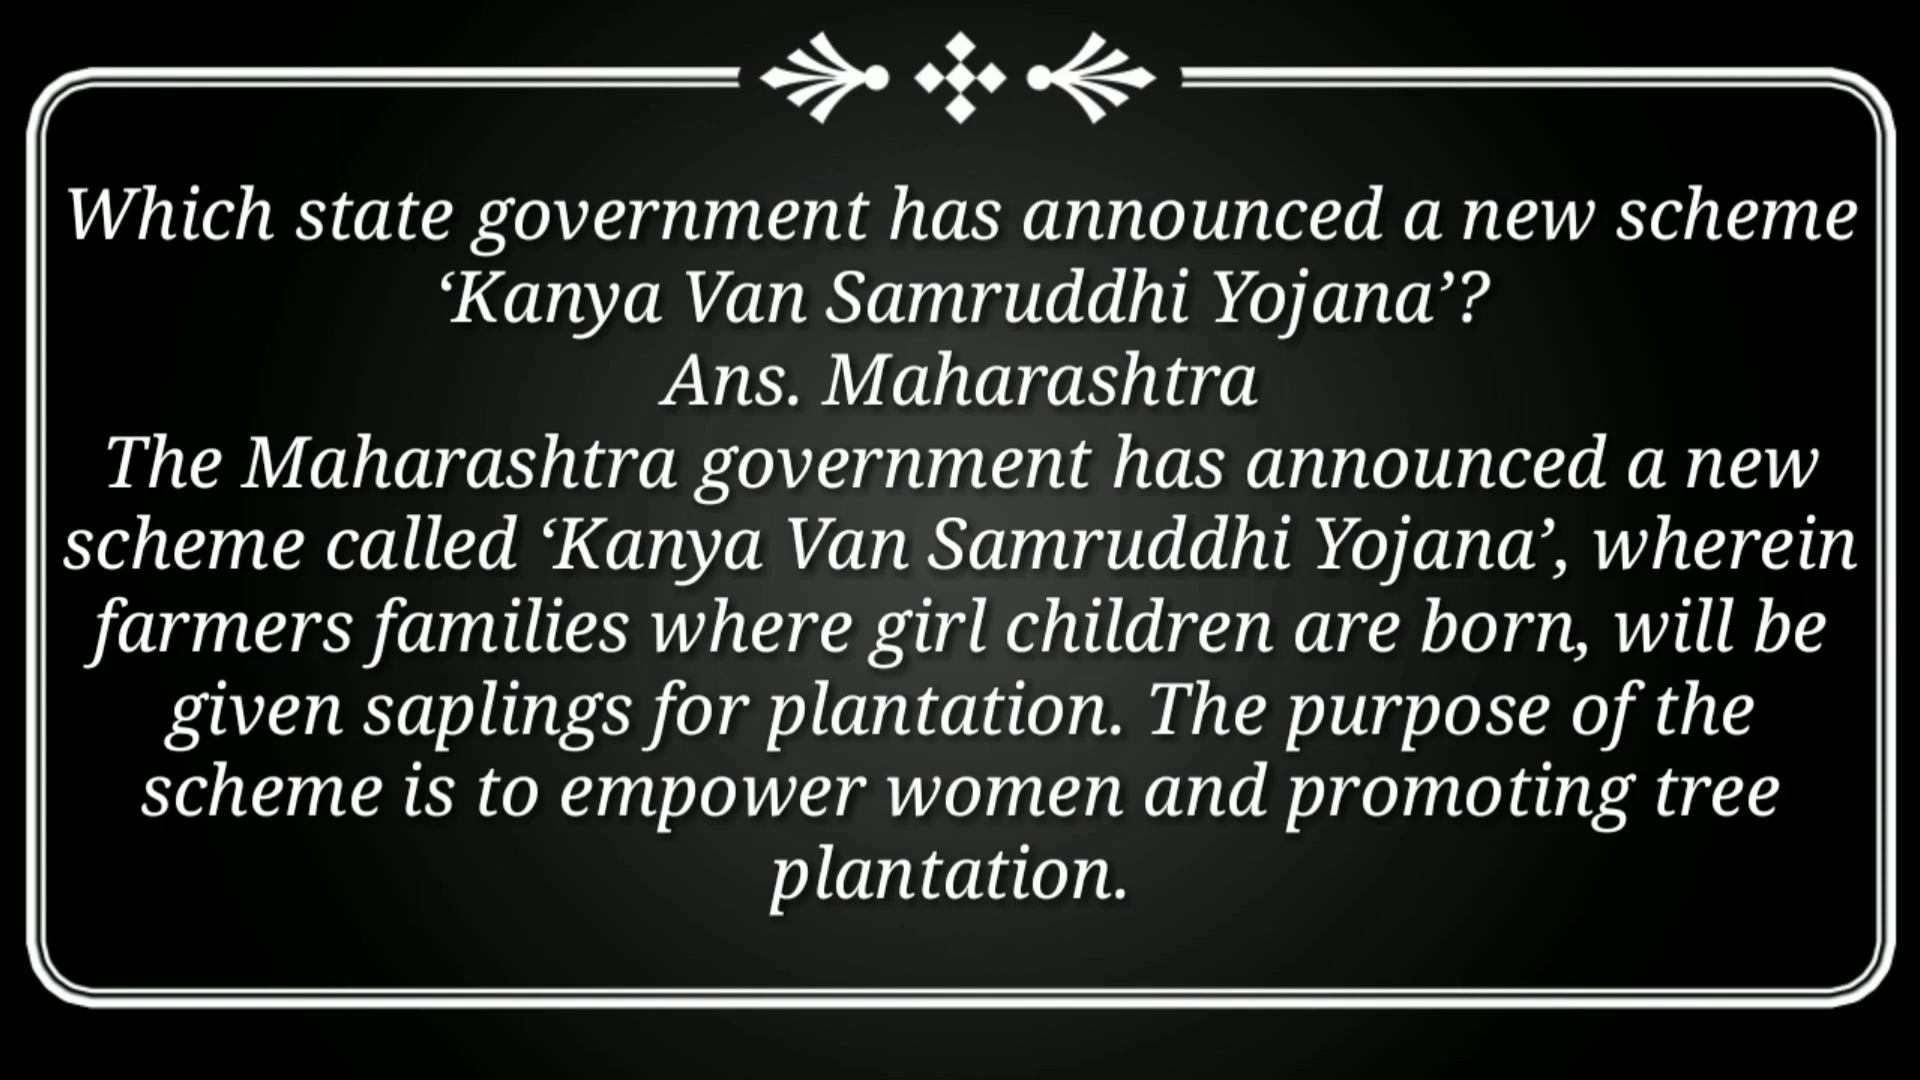 Which state government has announced a new scheme
‘Kanya Van Samruddhi Yojana’?
Ans. Maharashtra
The Maharashtra government has announced a new
scheme called ‘Kanya Van Samruddhi Yojana’, wherein
farmers families where girl children are born, will be
given saplings for plantation. The purpose of the
scheme is to empower women and promoting tree
plantation.